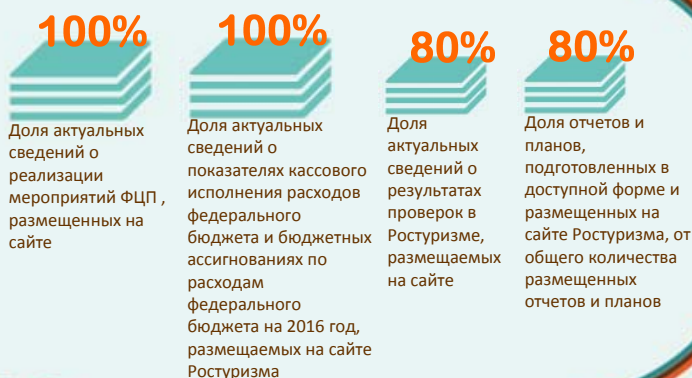 100%
Доля актуальных
сведений о
реализации
мероприятий ФЦП ,
размещенных на
сайте
100%
Доля актуальных
сведений о
показателях кассового
исполнения расходов
федерального
бюджета и бюджетных
ассигнованиях по
расходам
федерального
бюджета на 2016 год,
размещаемых на сайте
Ростуризма
80%
Доля
актуальных
сведений о
результатах
проверок в
Ростуризме,
размещаемых
на сайте
80%
Доля отчетов и
планов,
подготовленных в
доступной форме и
размещенных на
сайте Ростуризма, от
общего количества
размещенных
отчетов и планов